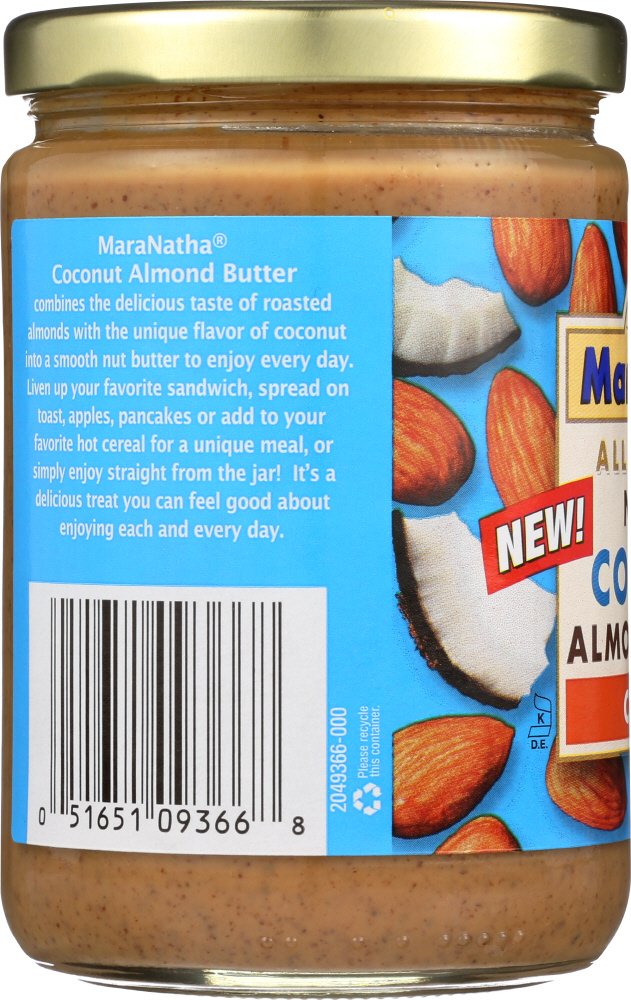 MaraNatha®
Coconut Almond Butter
combines the delicious taste of roasted
almonds with the unique flavor of coconut
into a smooth nut butter to enjoy every day.
Liven up your favorite sandwich, spread on
toast, apples, pancakes or add to your
favorite hot cereal for a unique meal, or
simply enjoy straight from the jar! It's a
delicious treat you can feel good about
enjoying each and every day.
0 51651 09366 8
2049366-000
Please recycle
this container.
K
D.E.
NEW!
Ma
ALL
CO
ALMO